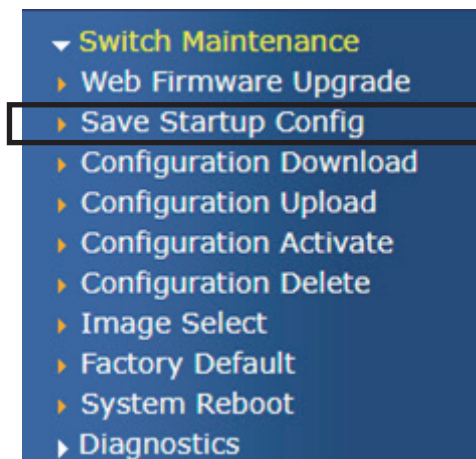 Switch Maintenance
Web Firmware Upgrade
Save Startup Config
Configuration Download
Configuration Upload
Configuration Activate
Configuration Delete
Image Select
Factory Default
System Reboot
Diagnostics